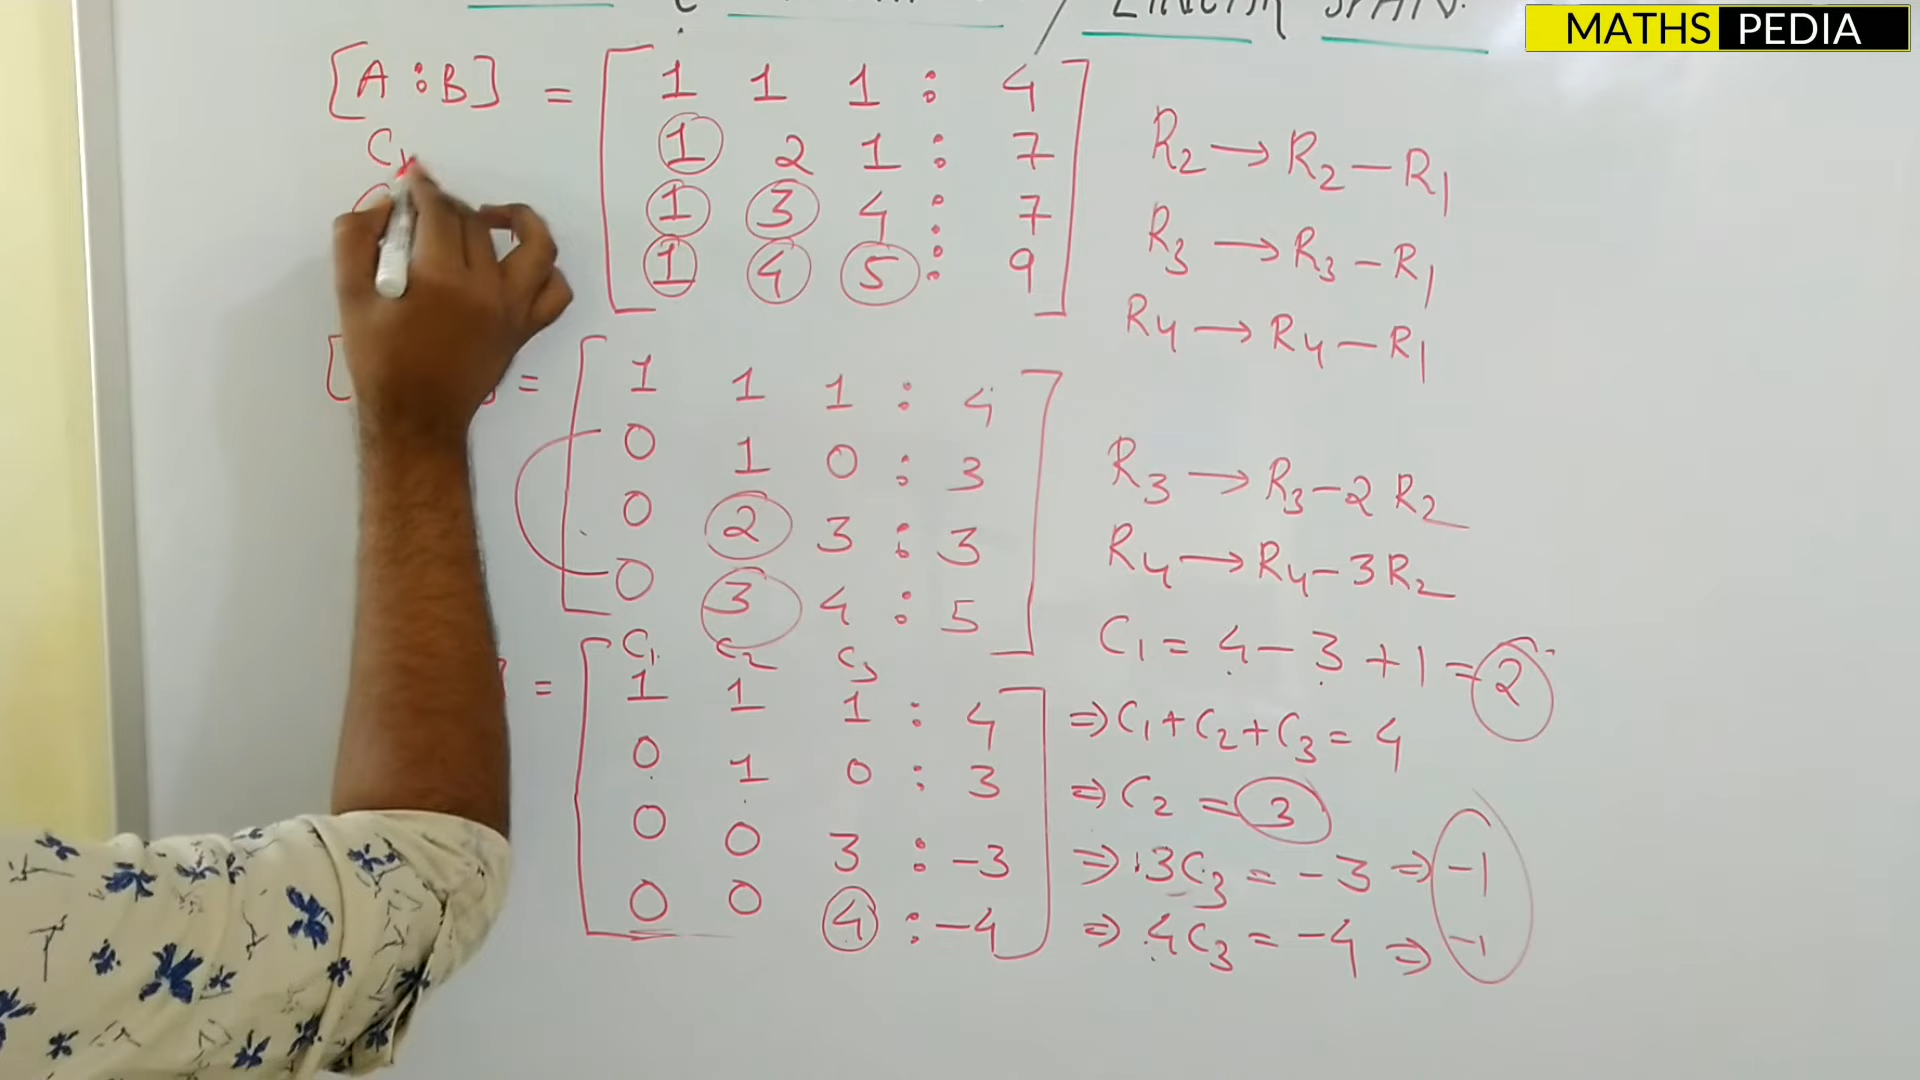 / LINEAR SPAN.
MATHS PEDIA
[A : B] = [ 1 1 1 : 4
1 2 1 : 7
1 3 4 : 7
1 4 5 : 9 ]
R2 → R2 - R1
R3 → R3 - R1
R4 → R4 - R1
C1
[ = [ 1 1 1 : 4
0 1 0 : 3
0 2 3 : 3
0 3 4 : 5 ]
R3 → R3 - 2 R2
R4 → R4 - 3R2
C1 C2 C3
] = [ 1 1 1 : 4
0 1 0 : 3
0 0 3 : -3
0 0 4 : -4 ]
C1 = 4 - 3 + 1 = 2
⇒ C1 + C2 + C3 = 4
⇒ C2 = 3
⇒ 3C3 = -3 ⇒ -1
⇒ 4C3 = -4 ⇒ -1